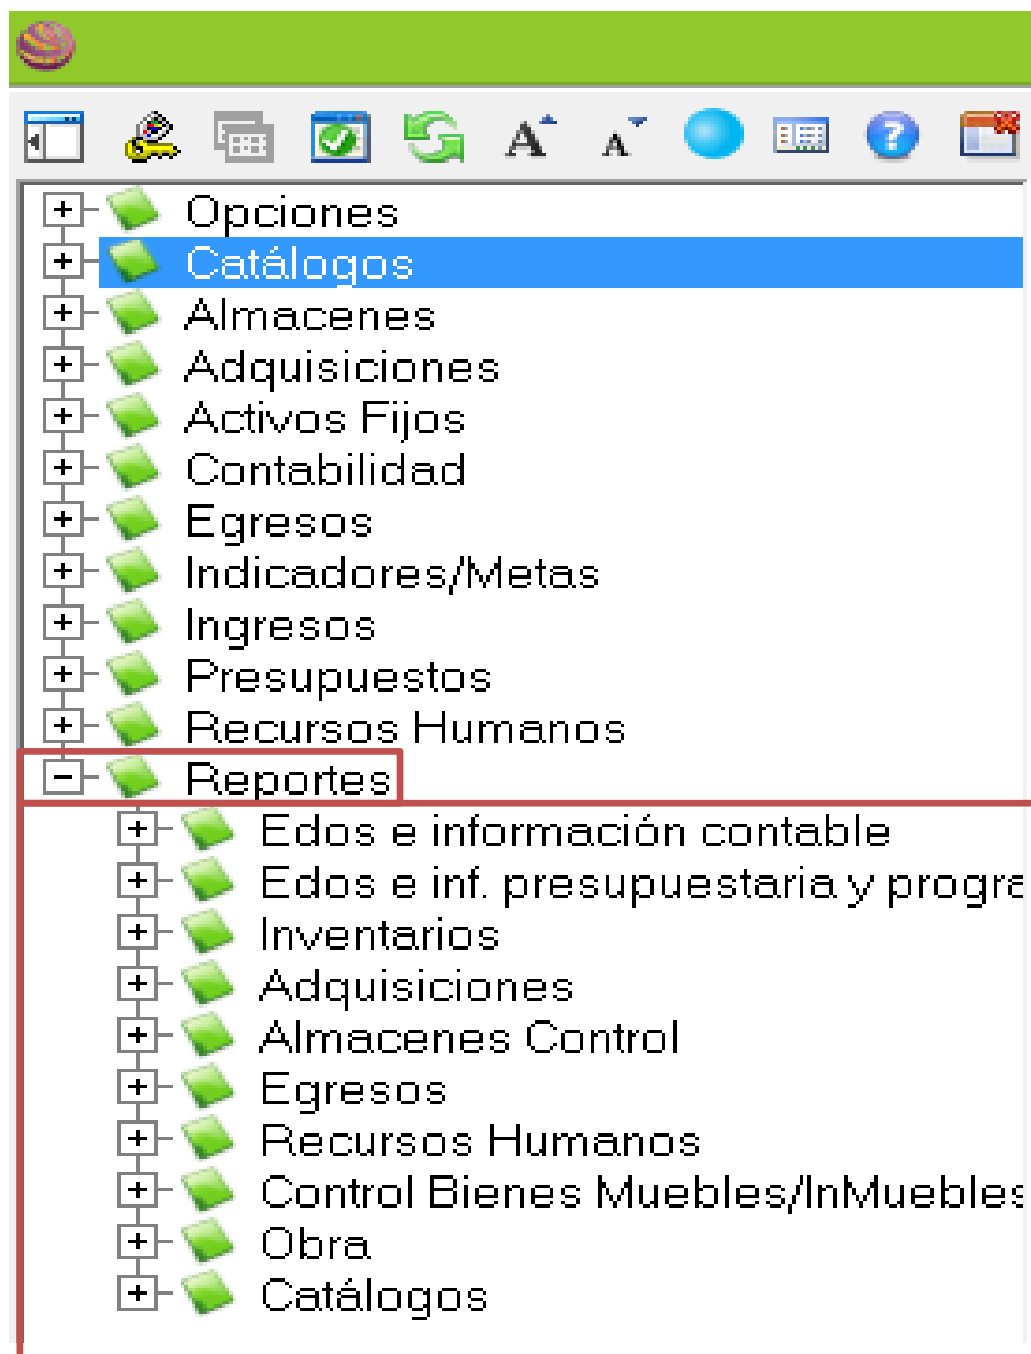 A A
Opciones
Catálogos
Almacenes
Adquisiciones
Activos Fijos
Contabilidad
Egresos
Indicadores/Metas
Ingresos
Presupuestos
Recursos Humanos
Reportes
Edos e información contable
Edos e inf. presupuestaria y progra
Inventarios
Adquisiciones
Almacenes Control
Egresos
Recursos Humanos
Control Bienes Muebles/InMuebles
Obra
Catálogos